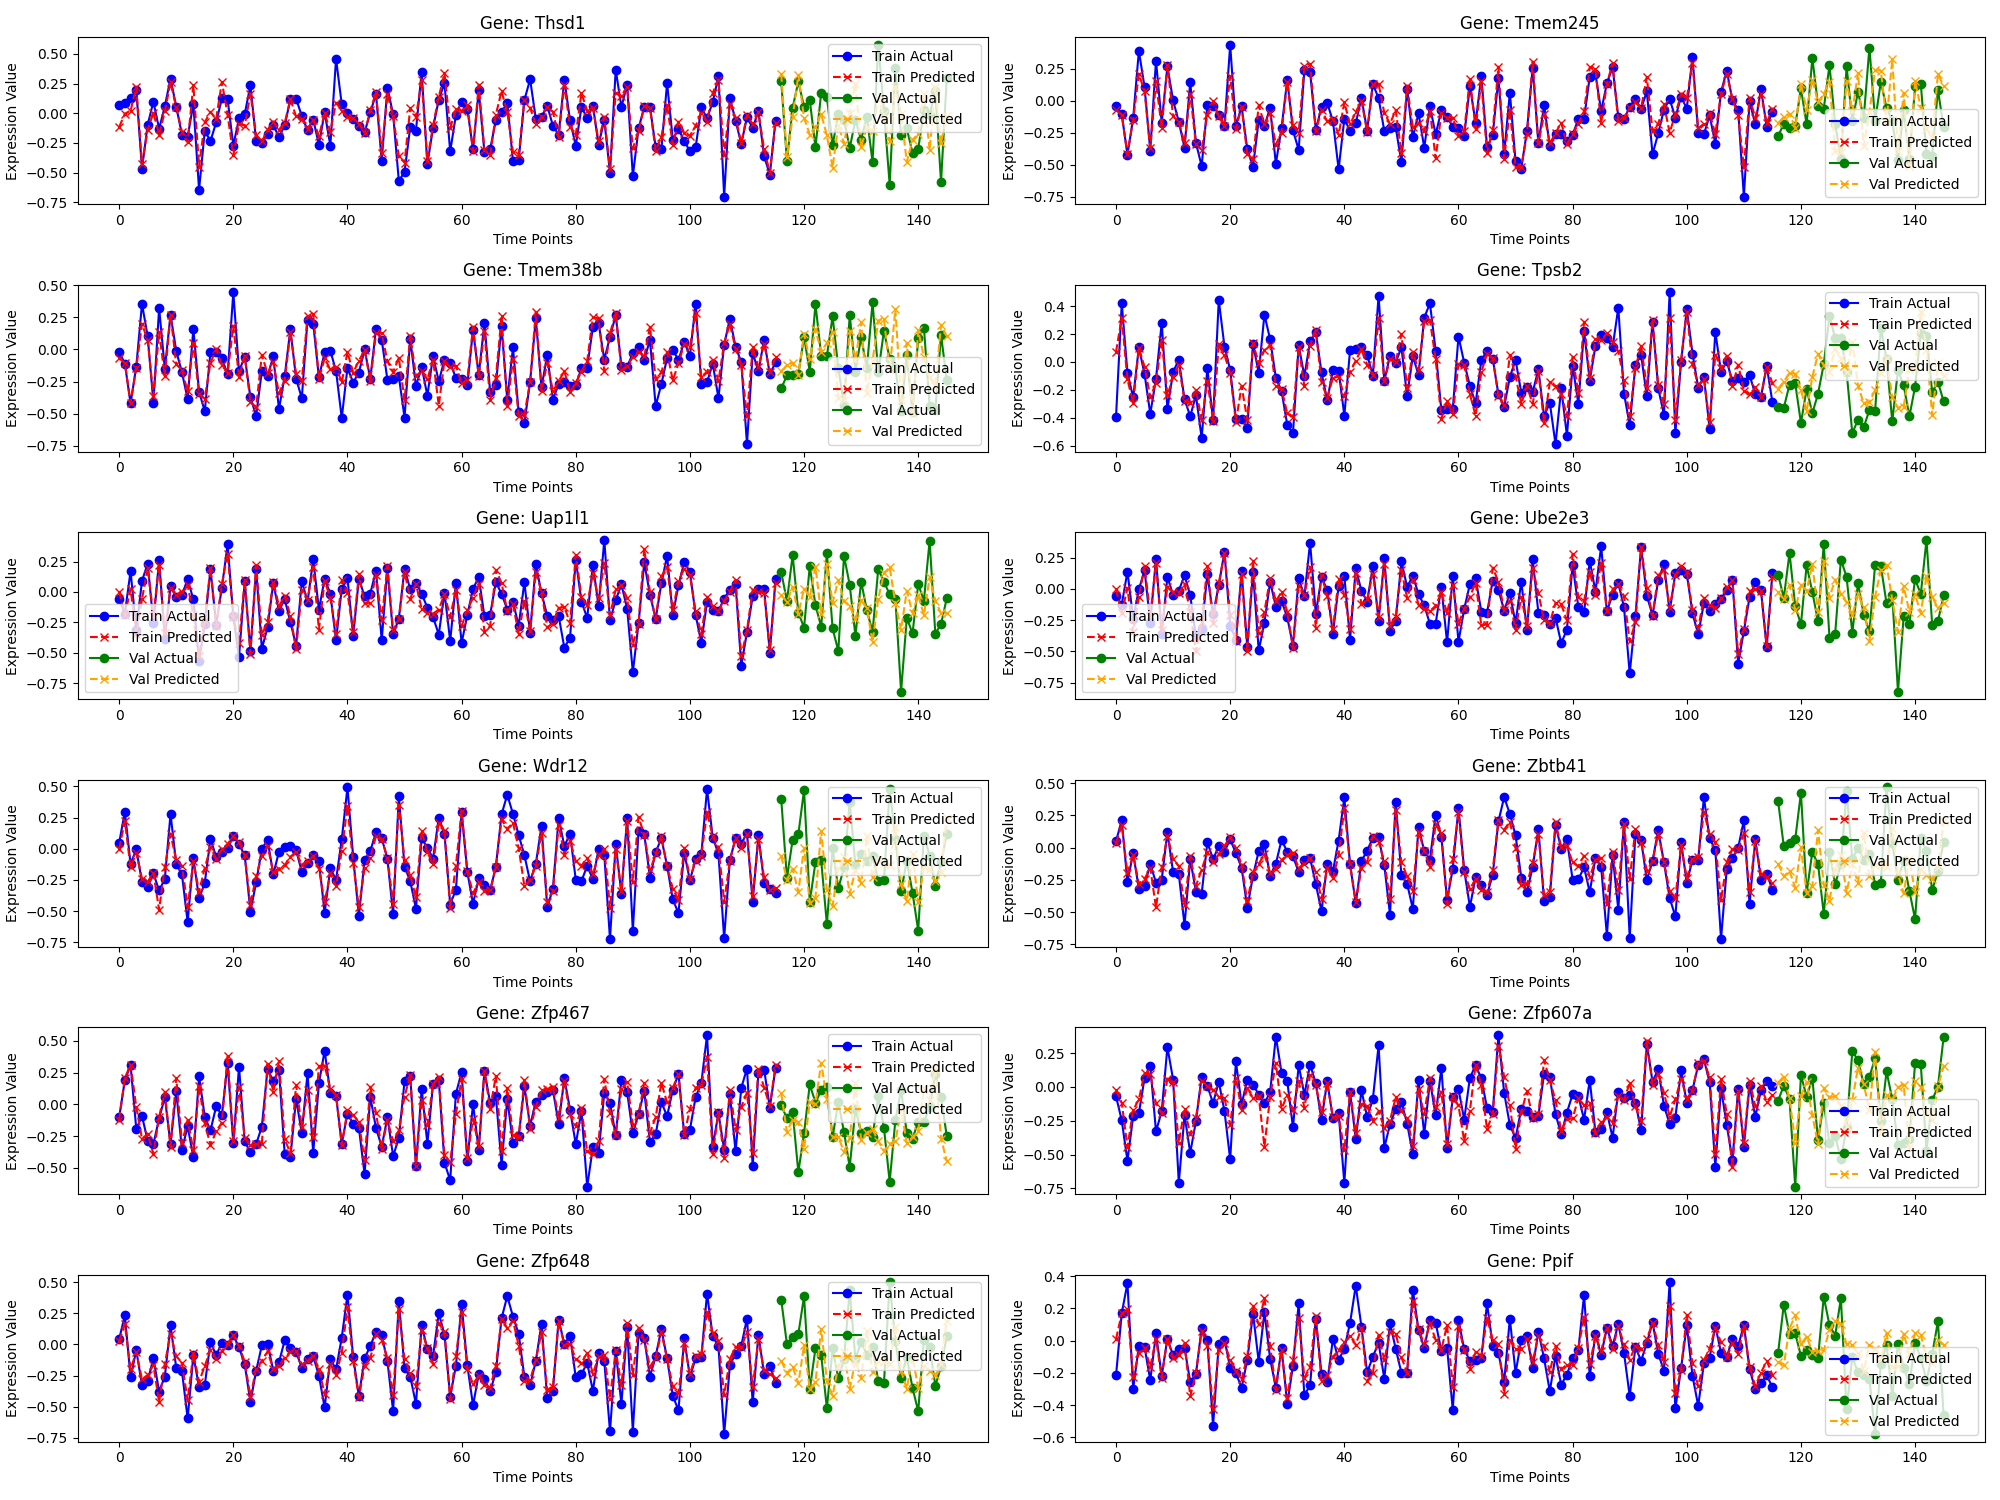 Gene: Thsd1
Expression Value
0.50
0.25
0.00
−0.25
−0.50
−0.75
0 20 40 60 80 100 120 140
Time Points
Train Actual
Train Predicted
Val Actual
Val Predicted
Gene: Tmem245
Expression Value
0.25
0.00
−0.25
−0.50
−0.75
0 20 40 60 80 100 120 140
Time Points
Train Actual
Train Predicted
Val Actual
Val Predicted
Gene: Tmem38b
Expression Value
0.50
0.25
0.00
−0.25
−0.50
−0.75
0 20 40 60 80 100 120 140
Time Points
Train Actual
Train Predicted
Val Actual
Val Predicted
Gene: Tpsb2
Expression Value
0.4
0.2
0.0
−0.2
−0.4
−0.6
0 20 40 60 80 100 120 140
Time Points
Train Actual
Train Predicted
Val Actual
Val Predicted
Gene: Uap1l1
Expression Value
0.25
0.00
−0.25
−0.50
−0.75
0 20 40 60 80 100 120 140
Time Points
Train Actual
Train Predicted
Val Actual
Val Predicted
Gene: Ube2e3
Expression Value
0.25
0.00
−0.25
−0.50
−0.75
0 20 40 60 80 100 120 140
Time Points
Train Actual
Train Predicted
Val Actual
Val Predicted
Gene: Wdr12
Expression Value
0.50
0.25
0.00
−0.25
−0.50
−0.75
0 20 40 60 80 100 120 140
Time Points
Train Actual
Train Predicted
Val Actual
Val Predicted
Gene: Zbtb41
Expression Value
0.50
0.25
0.00
−0.25
−0.50
−0.75
0 20 40 60 80 100 120 140
Time Points
Train Actual
Train Predicted
Val Actual
Val Predicted
Gene: Zfp467
Expression Value
0.50
0.25
0.00
−0.25
−0.50
0 20 40 60 80 100 120 140
Time Points
Train Actual
Train Predicted
Val Actual
Val Predicted
Gene: Zfp607a
Expression Value
0.25
0.00
−0.25
−0.50
−0.75
0 20 40 60 80 100 120 140
Time Points
Train Actual
Train Predicted
Val Actual
Val Predicted
Gene: Zfp648
Expression Value
0.50
0.25
0.00
−0.25
−0.50
−0.75
0 20 40 60 80 100 120 140
Time Points
Train Actual
Train Predicted
Val Actual
Val Predicted
Gene: Ppif
Expression Value
0.4
0.2
0.0
−0.2
−0.4
−0.6
0 20 40 60 80 100 120 140
Time Points
Train Actual
Train Predicted
Val Actual
Val Predicted